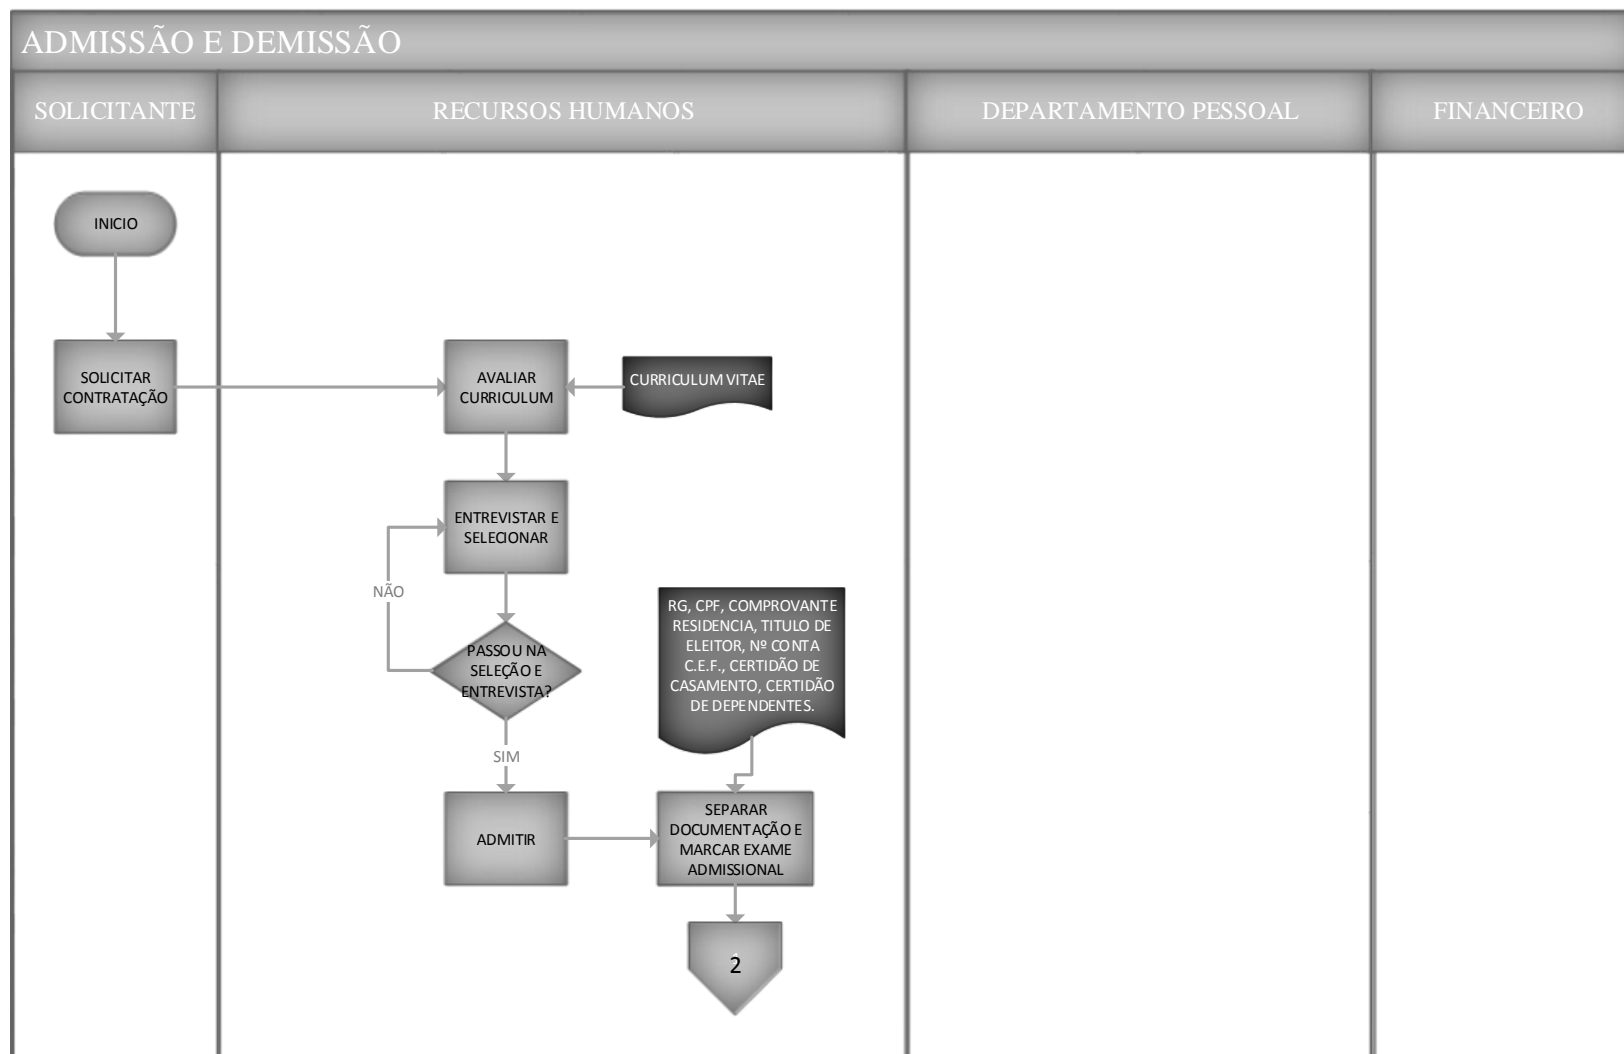 ADMISSÃO E DEMISSÃO
SOLICITANTE
RECURSOS HUMANOS
DEPARTAMENTO PESSOAL
FINANCEIRO
INICIO
SOLICITAR
CONTRATAÇÃO
AVALIAR
CURRICULUM
CURRICULUM VITAE
ENTREVISTAR E
SELECIONAR
NÃO
PASSOU NA
SELEÇÃO E
ENTREVISTA?
RG, CPF, COMPROVANTE
RESIDENCIA, TITULO DE
ELEITOR, Nº CONTA
C.E.F., CERTIDÃO DE
CASAMENTO, CERTIDÃO
DE DEPENDENTES.
SIM
ADMITIR
SEPARAR
DOCUMENTAÇÃO E
MARCAR EXAME
ADMISSIONAL
2